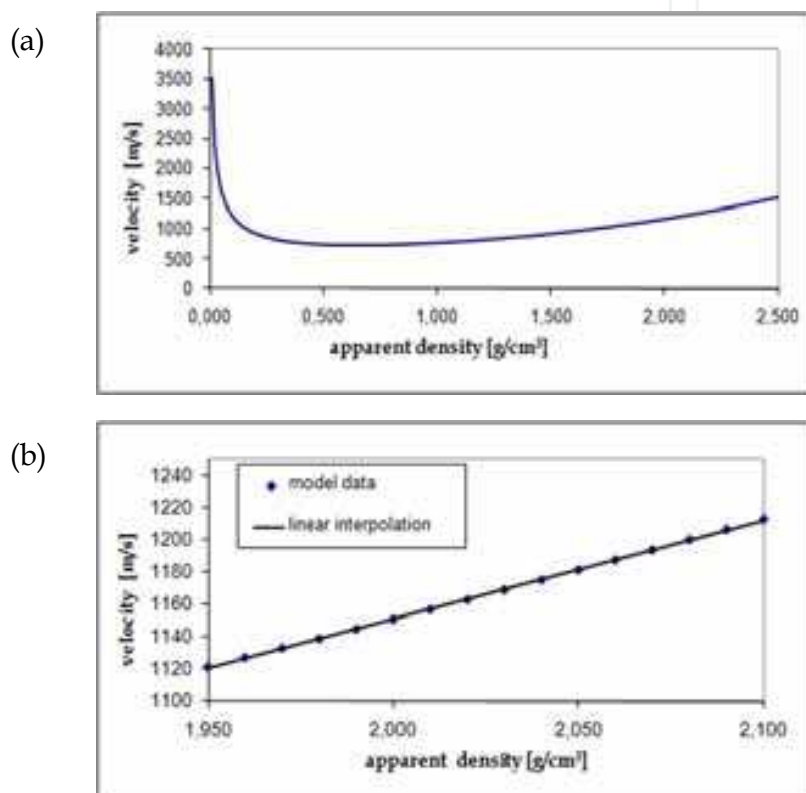 (a)
4000
3500
3000
2500
2000
1500
1000
500
0
velocity [m/s]
0,000 0,500 1,000 1,500 2,000 2,500
apparent density [g/cm³]
(b)
1240
1220
1200
1180
1160
1140
1120
1100
velocity [m/s]
model data
linear interpolation
1,950 2,000 2,050 2,100
apparent density [g/cm³]